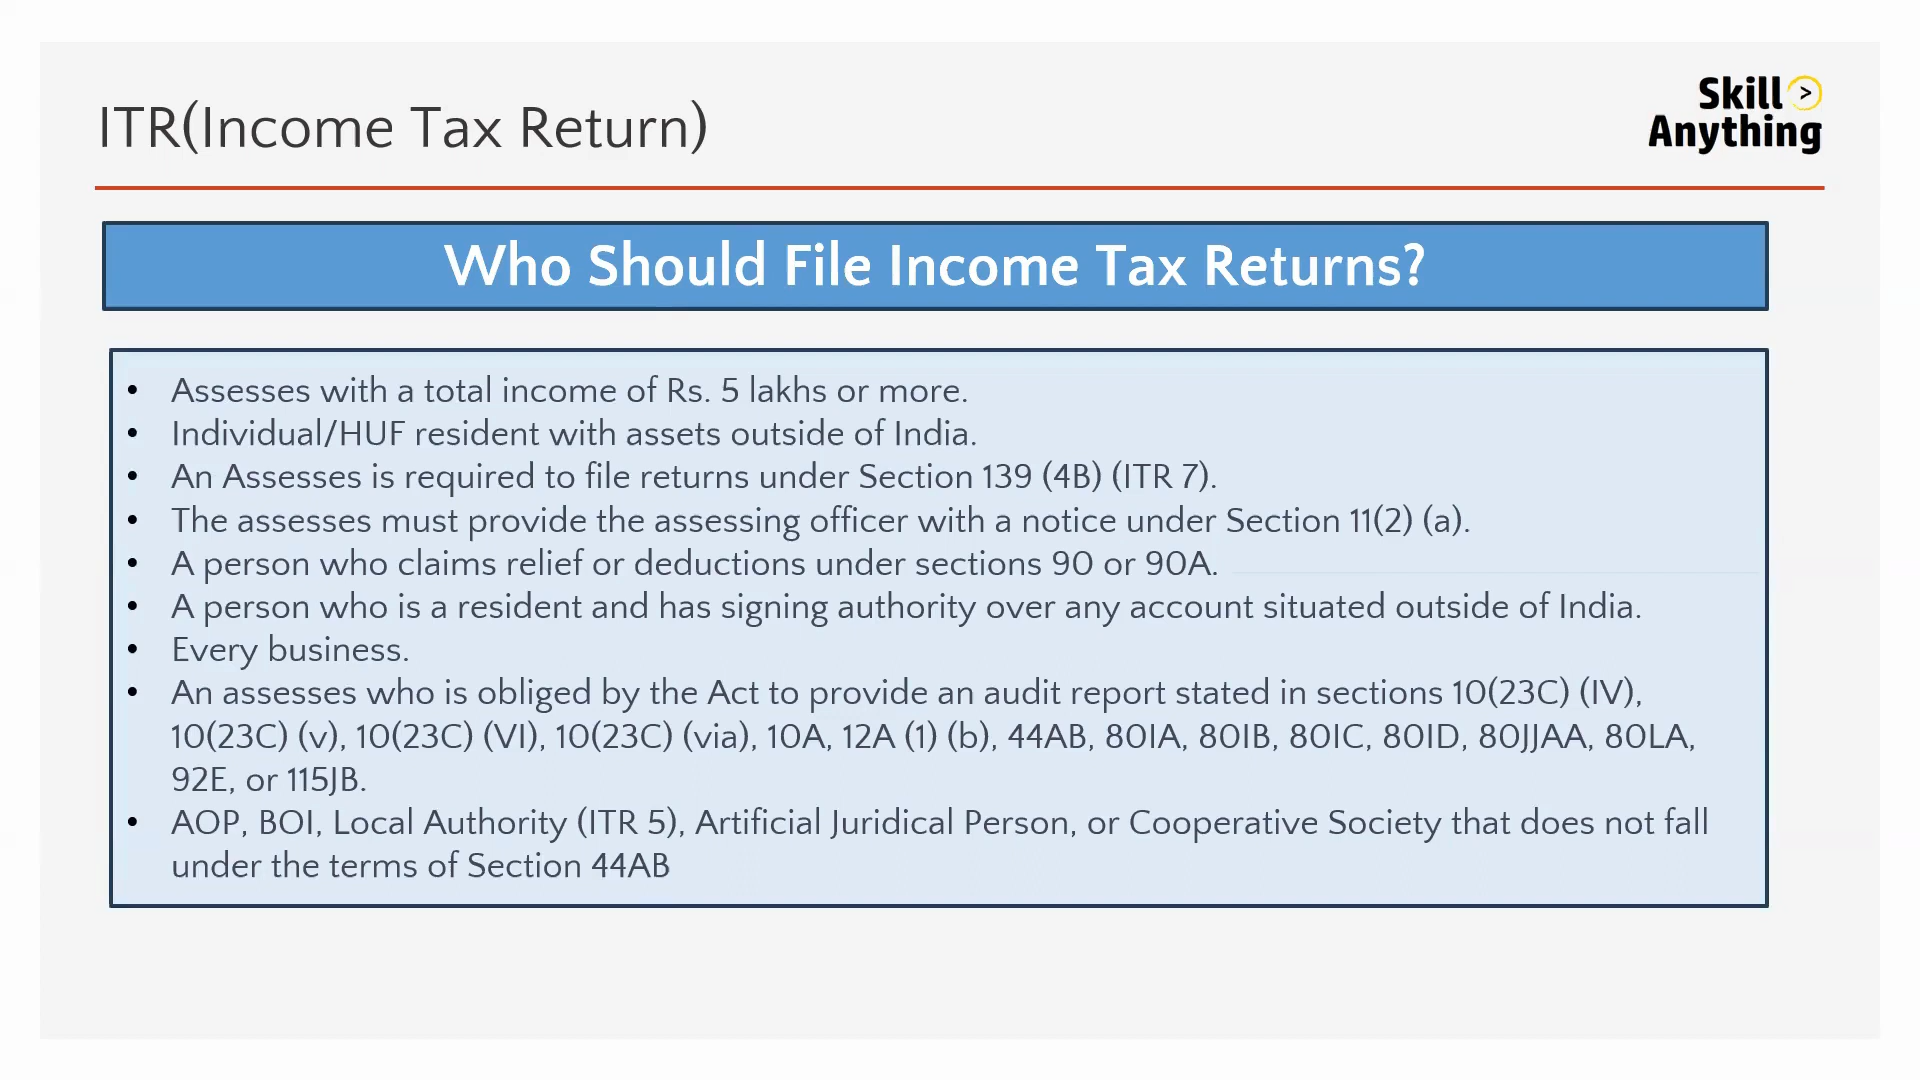 ITR(Income Tax Return)
Skill
Anything
Who Should File Income Tax Returns?
• Assesses with a total income of Rs. 5 lakhs or more.
• Individual/HUF resident with assets outside of India.
• An Assesses is required to file returns under Section 139 (4B) (ITR 7).
• The assesses must provide the assessing officer with a notice under Section 11(2) (a).
• A person who claims relief or deductions under sections 90 or 90A.
• A person who is a resident and has signing authority over any account situated outside of India.
• Every business.
• An assesses who is obliged by the Act to provide an audit report stated in sections 10(23C) (IV),
10(23C) (v), 10(23C) (VI), 10(23C) (via), 10A, 12A (1) (b), 44AB, 80IA, 80IB, 80IC, 80ID, 80JJAA, 80LA,
92E, or 115JB.
• AOP, BOI, Local Authority (ITR 5), Artificial Juridical Person, or Cooperative Society that does not fall
under the terms of Section 44AB